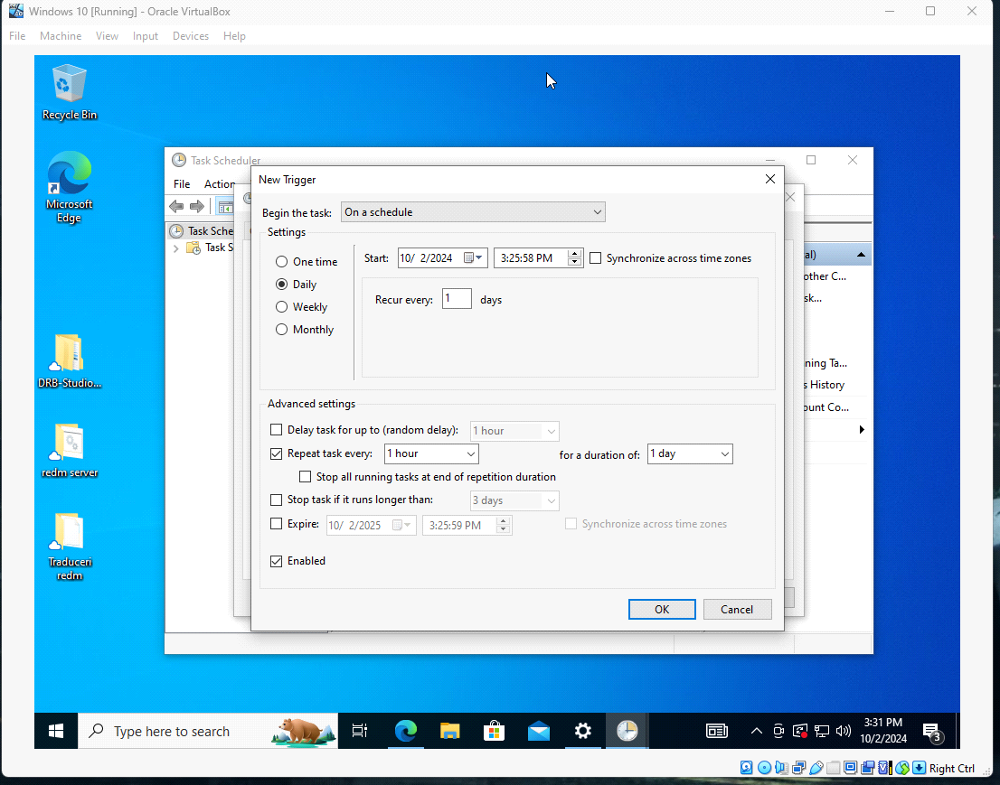 Windows 10 [Running] - Oracle VirtualBox
File Machine View Input Devices Help
Recycle Bin
Microsoft
Edge
DRB-Studio...
redm server
Traduceri
redm
Task Scheduler
File Action
Task Sche
Task S
al)
other C...
sk...
ning Ta...
s History
ount Co...
New Trigger
Begin the task: On a schedule
Settings
One time
Daily
Weekly
Monthly
Start: 10/ 2/2024 3:25:58 PM Synchronize across time zones
Recur every: 1 days
Advanced settings
Delay task for up to (random delay): 1 hour
Repeat task every: 1 hour for a duration of: 1 day
Stop all running tasks at end of repetition duration
Stop task if it runs longer than: 3 days
Expire: 10/ 2/2025 3:25:59 PM Synchronize across time zones
Enabled
OK Cancel
Type here to search
3:31 PM
10/2/2024
3
Right Ctrl